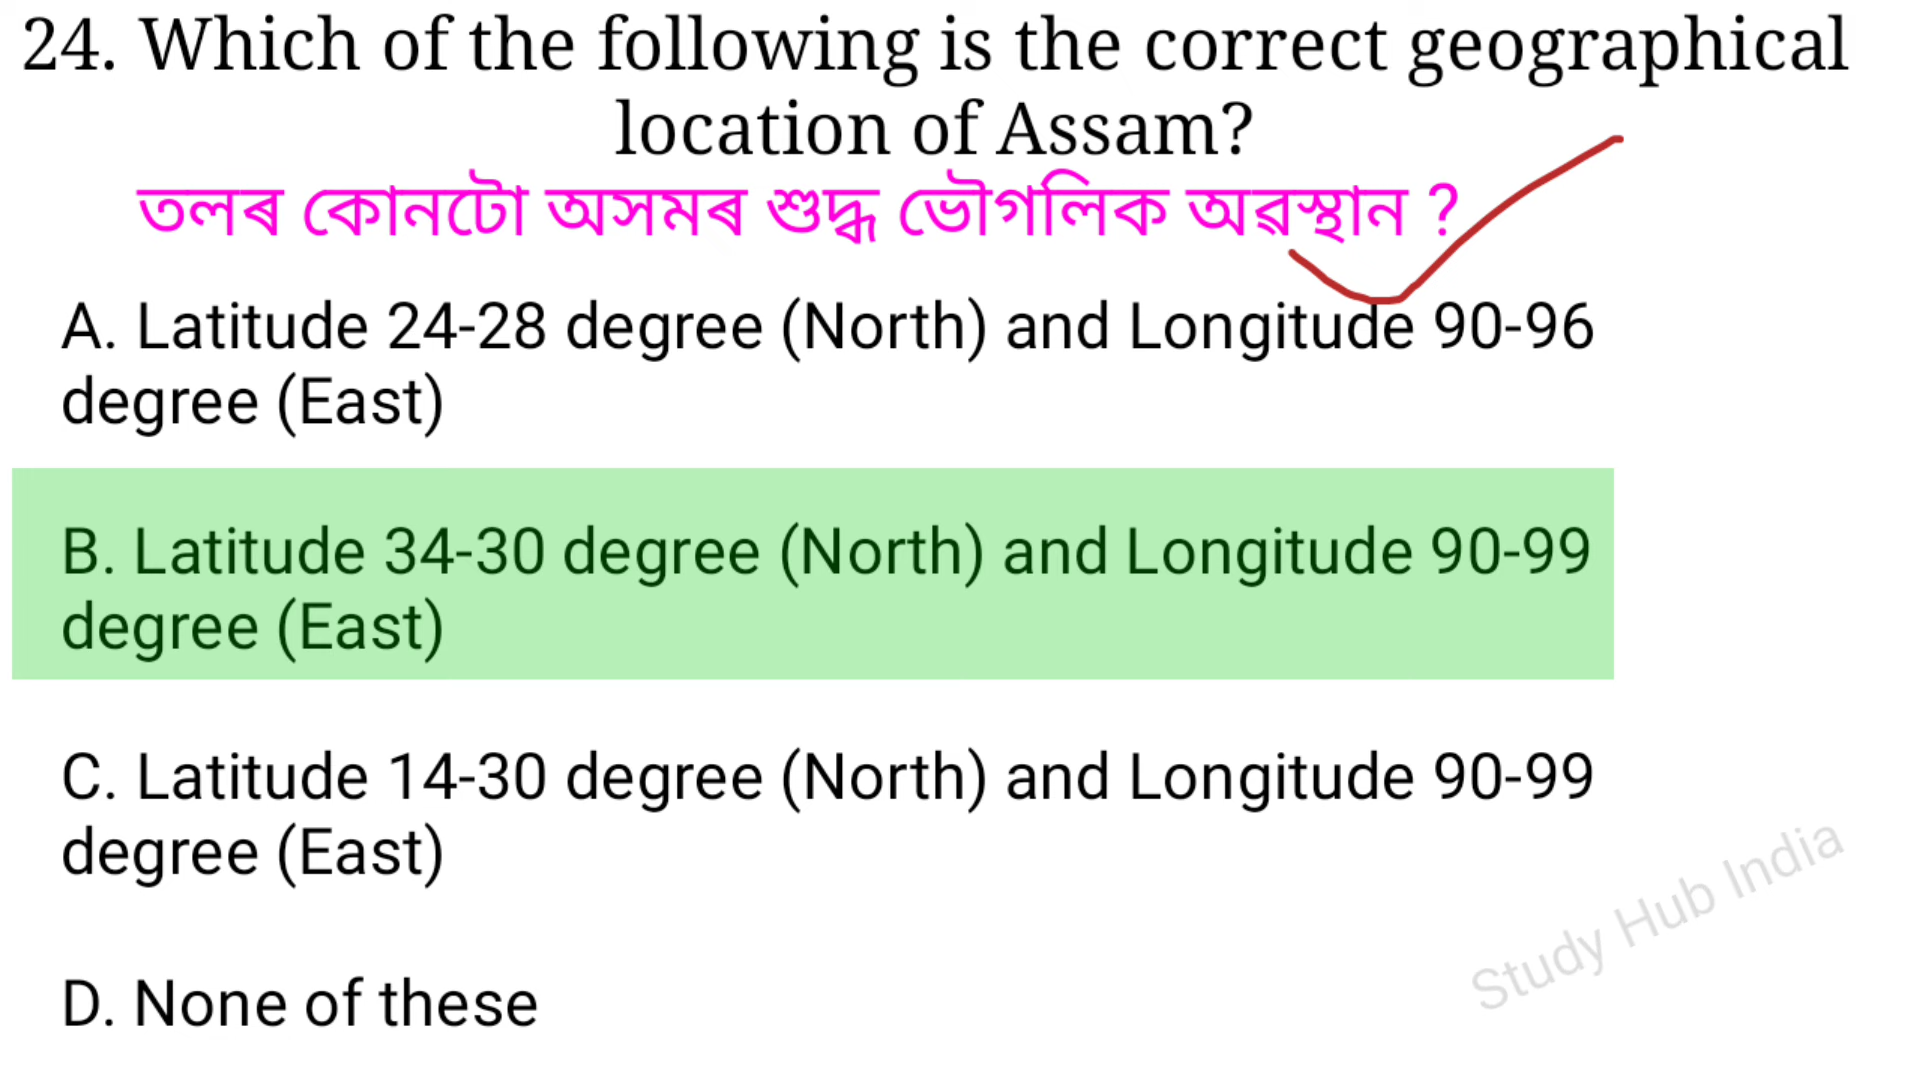 24. Which of the following is the correct geographical
location of Assam?
তলৰ কোনটো অসমৰ শুদ্ধ ভৌগলিক অৱস্থান ?
A. Latitude 24-28 degree (North) and Longitude 90-96
degree (East)
B. Latitude 34-30 degree (North) and Longitude 90-99
degree (East)
C. Latitude 14-30 degree (North) and Longitude 90-99
degree (East)
D. None of these
Study Hub India